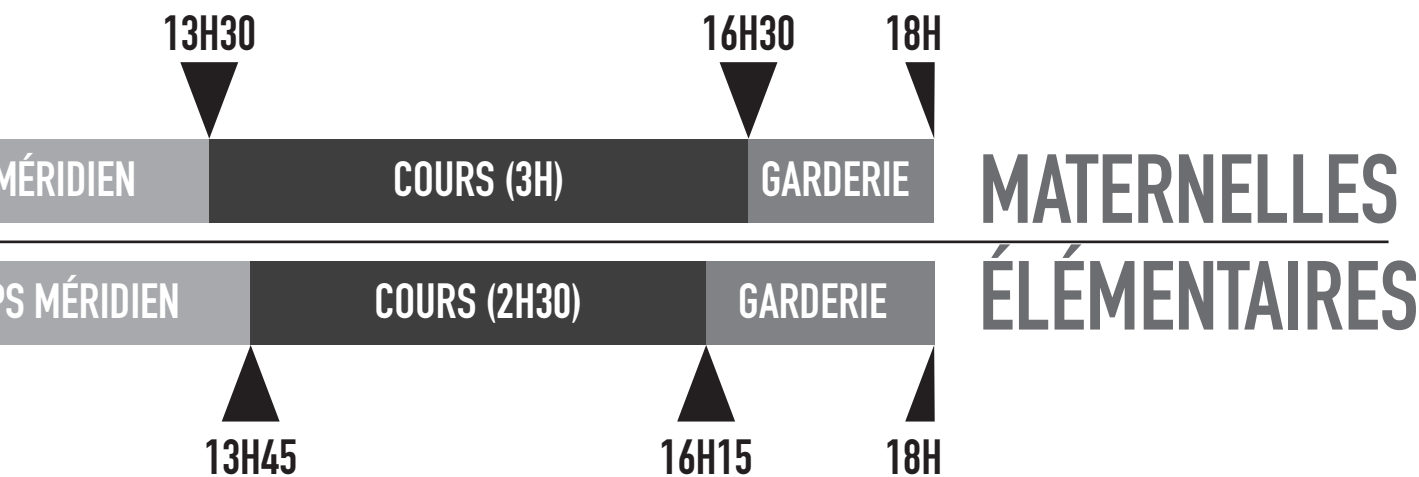 13H30 16H30 18H
MÉRIDIEN COURS (3H) GARDERIE MATERNELLES
PS MÉRIDIEN COURS (2H30) GARDERIE ÉLÉMENTAIRES
13H45 16H15 18H